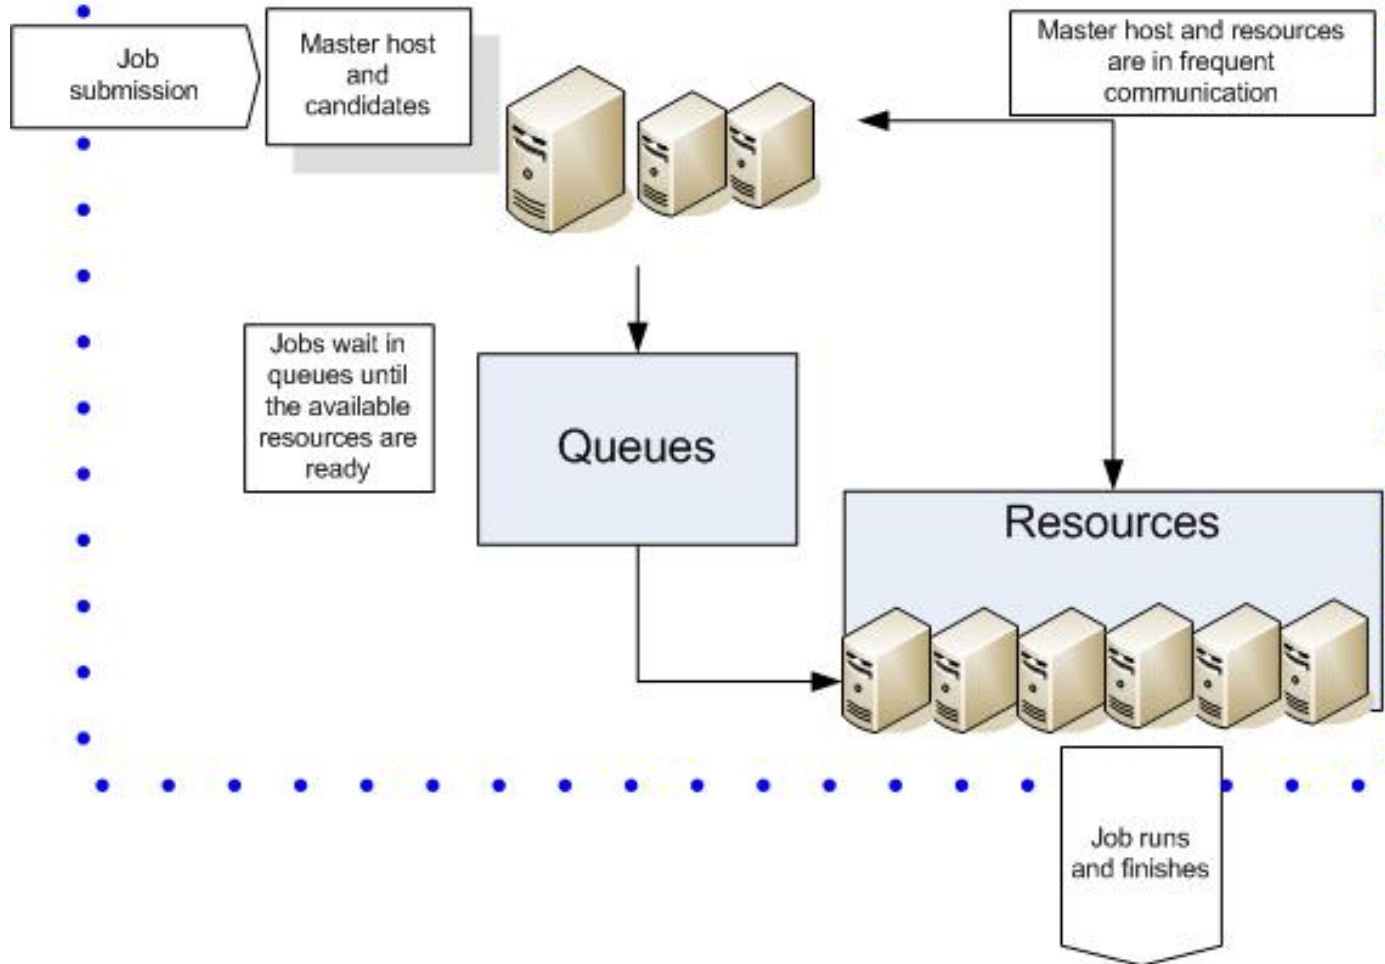 Job
submission
Master host
and
candidates
Master host and resources
are in frequent
communication
Jobs wait in
queues until
the available
resources are
ready
Queues
Resources
Job runs
and finishes